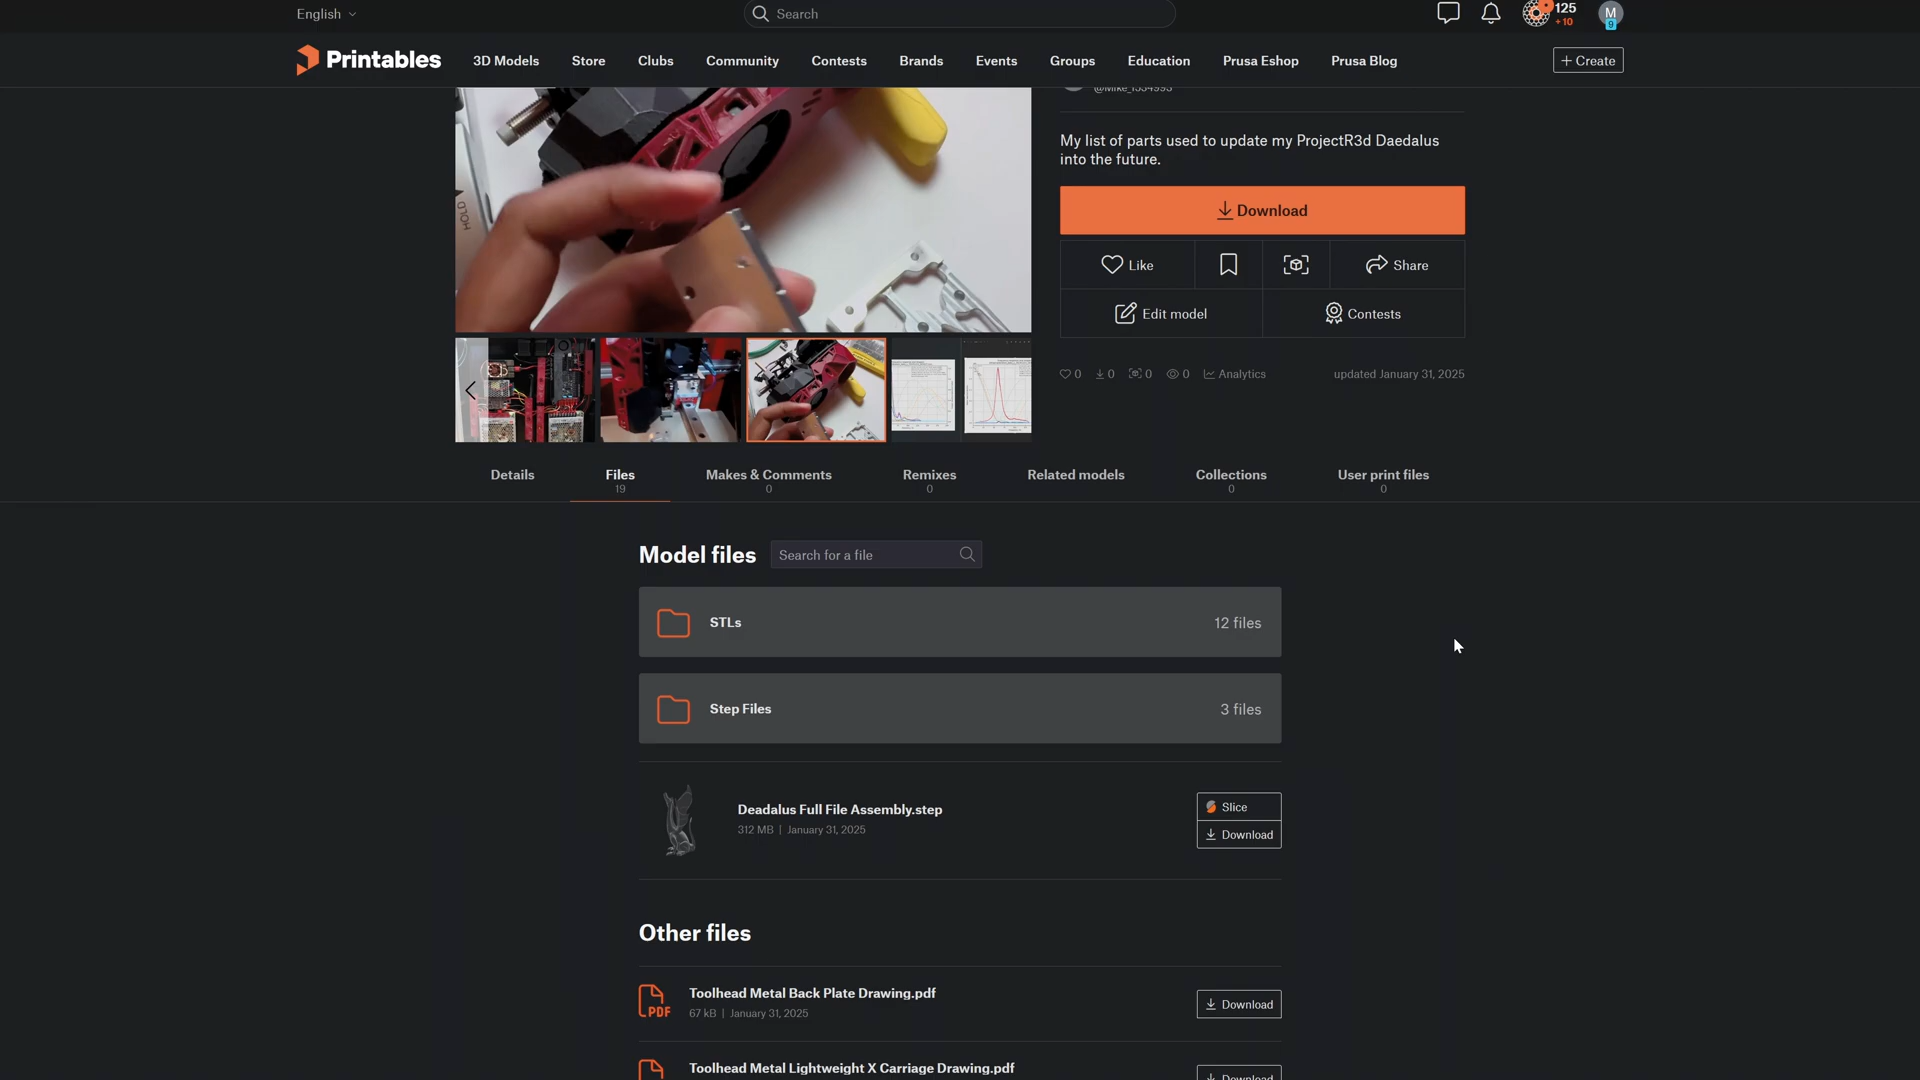 English
Search
125
+10
M
9
Printables
3D Models
Store
Clubs
Community
Contests
Brands
Events
Groups
Education
Prusa Eshop
Prusa Blog
+ Create
HOLD
My list of parts used to update my ProjectR3d Daedalus
into the future.
Download
Like
Share
Edit model
Contests
0
0
0
0
Analytics
updated January 31, 2025
Details
Files
19
Makes & Comments
0
Remixes
0
Related models
Collections
0
User print files
0
Model files
Search for a file
STLs
12 files
Step Files
3 files
Deadalus Full File Assembly.step
312 MB | January 31, 2025
Slice
Download
Other files
PDF
Toolhead Metal Back Plate Drawing.pdf
67 kB | January 31, 2025
Download
Toolhead Metal Lightweight X Carriage Drawing.pdf
Download